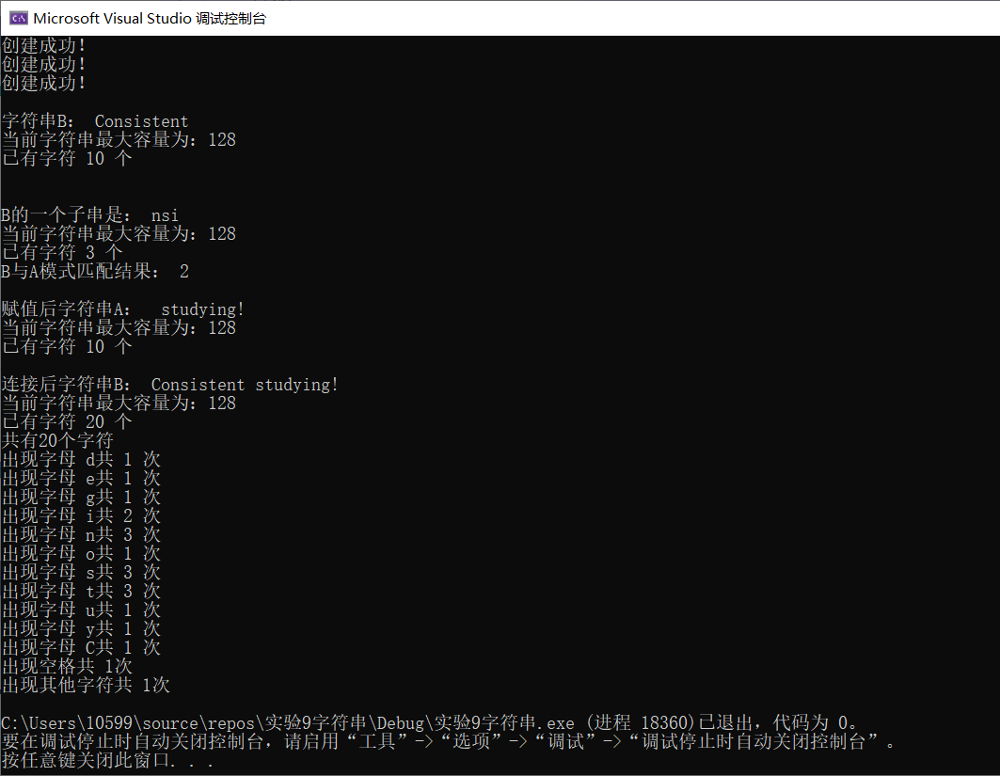 Microsoft Visual Studio 调试控制台
创建成功！
创建成功！
创建成功！
字符串B： Consistent
当前字符串最大容量为：128
已有字符 10 个
B的一个子串是： nsi
当前字符串最大容量为：128
已有字符 3 个
B与A模式匹配结果： 2
赋值后字符串A：  studying!
当前字符串最大容量为：128
已有字符 10 个
连接后字符串B： Consistent studying!
当前字符串最大容量为：128
已有字符 20 个
共有20个字符
出现字母 d共 1 次
出现字母 e共 1 次
出现字母 g共 1 次
出现字母 i共 2 次
出现字母 n共 3 次
出现字母 o共 1 次
出现字母 s共 3 次
出现字母 t共 3 次
出现字母 u共 1 次
出现字母 y共 1 次
出现字母 C共 1 次
出现空格共 1次
出现其他字符共 1次
C:\Users\10599\source\repos\实验9字符串\Debug\实验9字符串.exe (进程 18360)已退出，代码为 0。
要在调试停止时自动关闭控制台，请启用“工具”->“选项”->“调试”->“调试停止时自动关闭控制台”。
按任意键关闭此窗口. . .